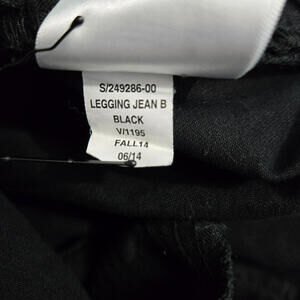 S/249286-00
LEGGING JEAN B
BLACK
V/1195
FALL14
06/14